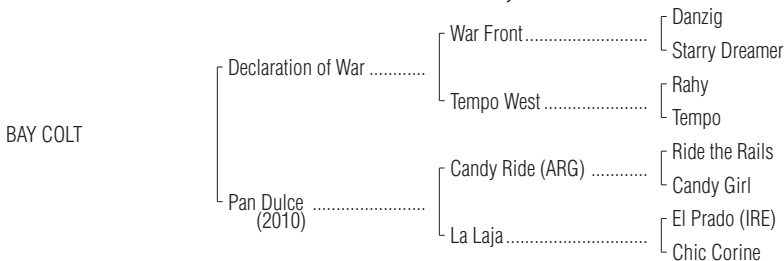 Danzig
War Front..............................
Starry Dreamer
Declaration of War ............
Rahy
Tempo West .........................
Tempo
BAY COLT
Ride the Rails
Candy Ride (ARG) .............
Candy Girl
Pan Dulce .........................
(2010)
El Prado (IRE)
La Laja...................................
Chic Corine